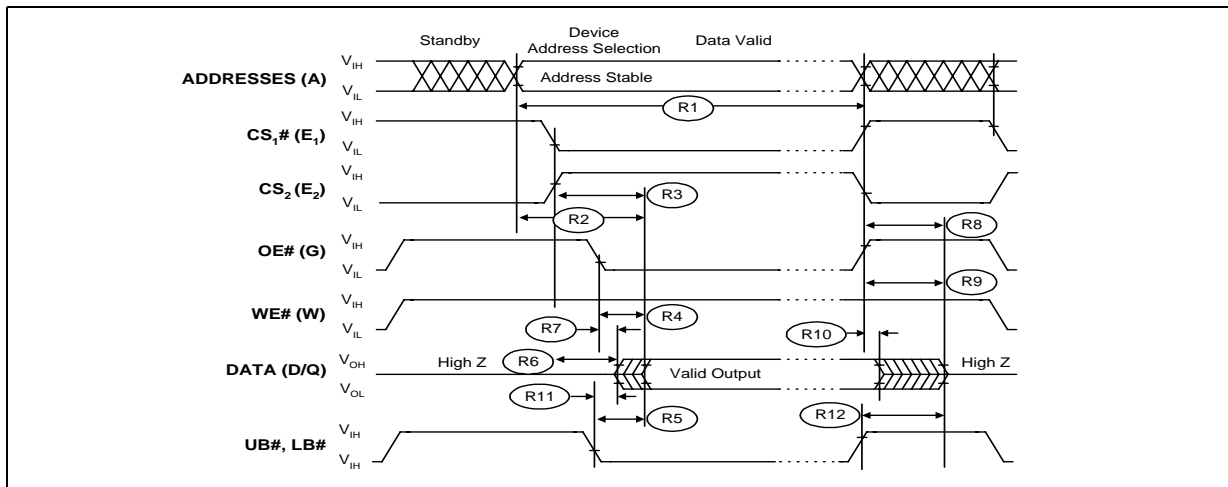 Standby
Device
Address Selection
Data Valid
VIH
ADDRESSES (A)
Address Stable
VIL
R1
VIH
CS1# (E1)
VIL
VIH
CS2 (E2)
R3
VIL
R2
VIH
R8
OE# (G)
VIL
R9
VIH
WE# (W)
R4
VIL
R7
R10
VOH
High Z
R6
High Z
DATA (D/Q)
Valid Output
VOL
R11
R5
R12
VIH
UB#, LB#
VIH